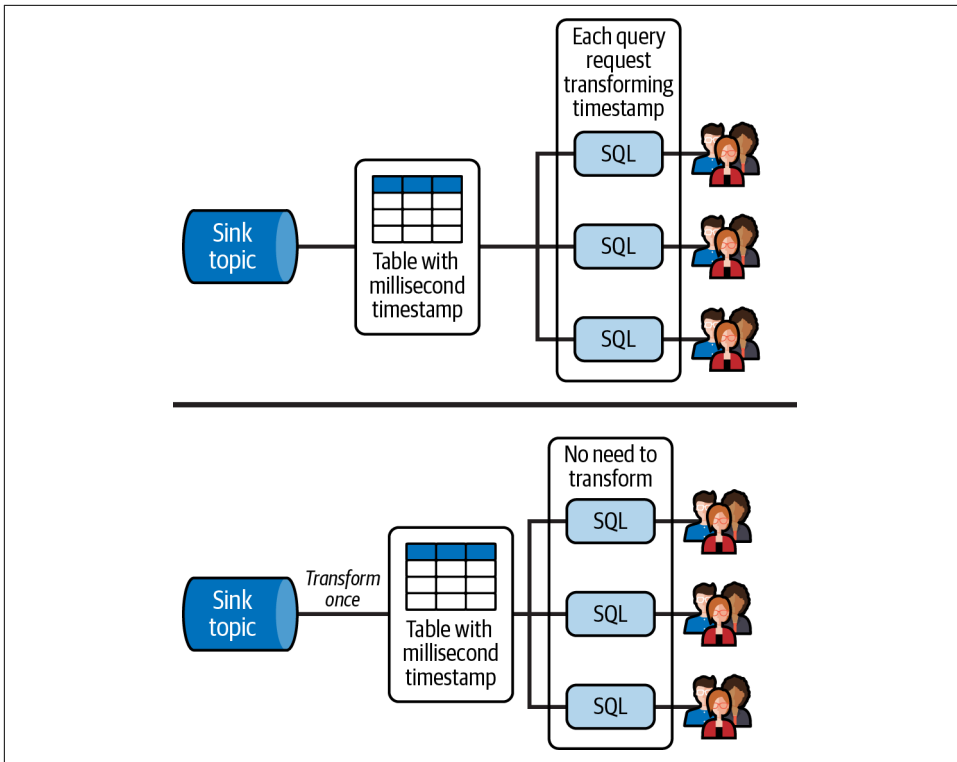 Each query
request
transforming
timestamp
SQL
Sink
topic
Table with
millisecond
timestamp
SQL
SQL
No need to
transform
SQL
Transform
once
Sink
topic
Table with
millisecond
timestamp
SQL
SQL